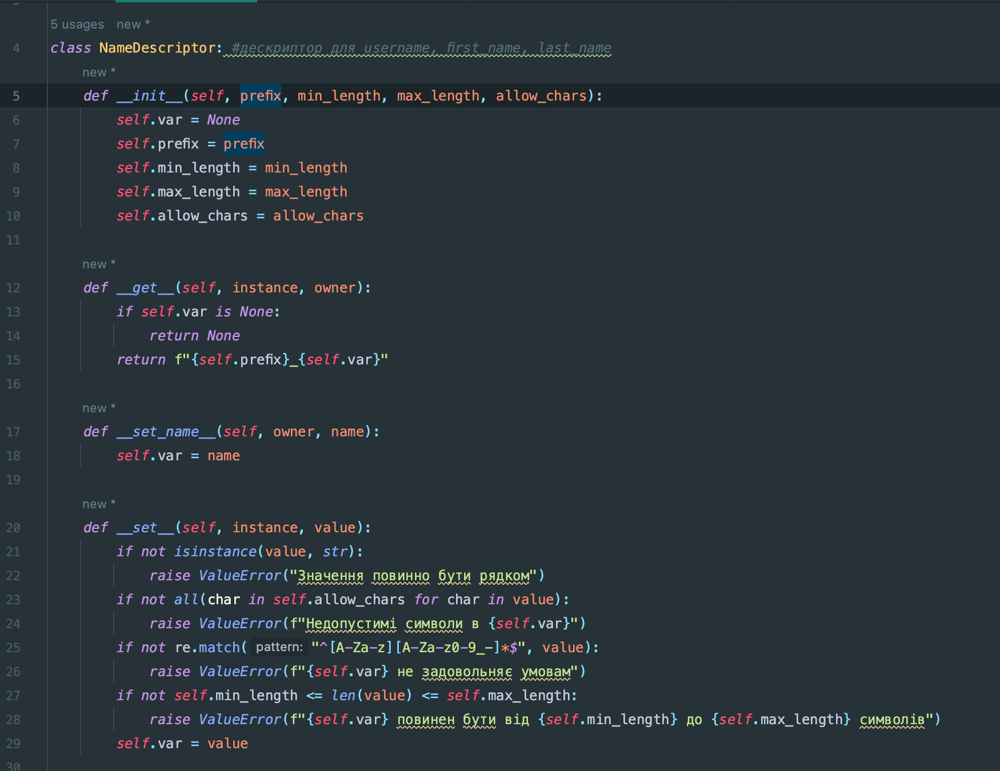 5 usages new *
4 class NameDescriptor: #дескриптор для username, first_name, last_name
new *
5 def __init__(self, prefix, min_length, max_length, allow_chars):
6 self.var = None
7 self.prefix = prefix
8 self.min_length = min_length
9 self.max_length = max_length
10 self.allow_chars = allow_chars
11
new *
12 def __get__(self, instance, owner):
13 if self.var is None:
14 return None
15 return f"{self.prefix}_{self.var}"
16
new *
17 def __set_name__(self, owner, name):
18 self.var = name
19
new *
20 def __set__(self, instance, value):
21 if not isinstance(value, str):
22 raise ValueError("Значення повинно бути рядком")
23 if not all(char in self.allow_chars for char in value):
24 raise ValueError(f"Недопустимі символи в {self.var}")
25 if not re.match( pattern: "^[A-Za-z][A-Za-z0-9_-]*$", value):
26 raise ValueError(f"{self.var} не задовольняє умовам")
27 if not self.min_length <= len(value) <= self.max_length:
28 raise ValueError(f"{self.var} повинен бути від {self.min_length} до {self.max_length} символів")
29 self.var = value
30